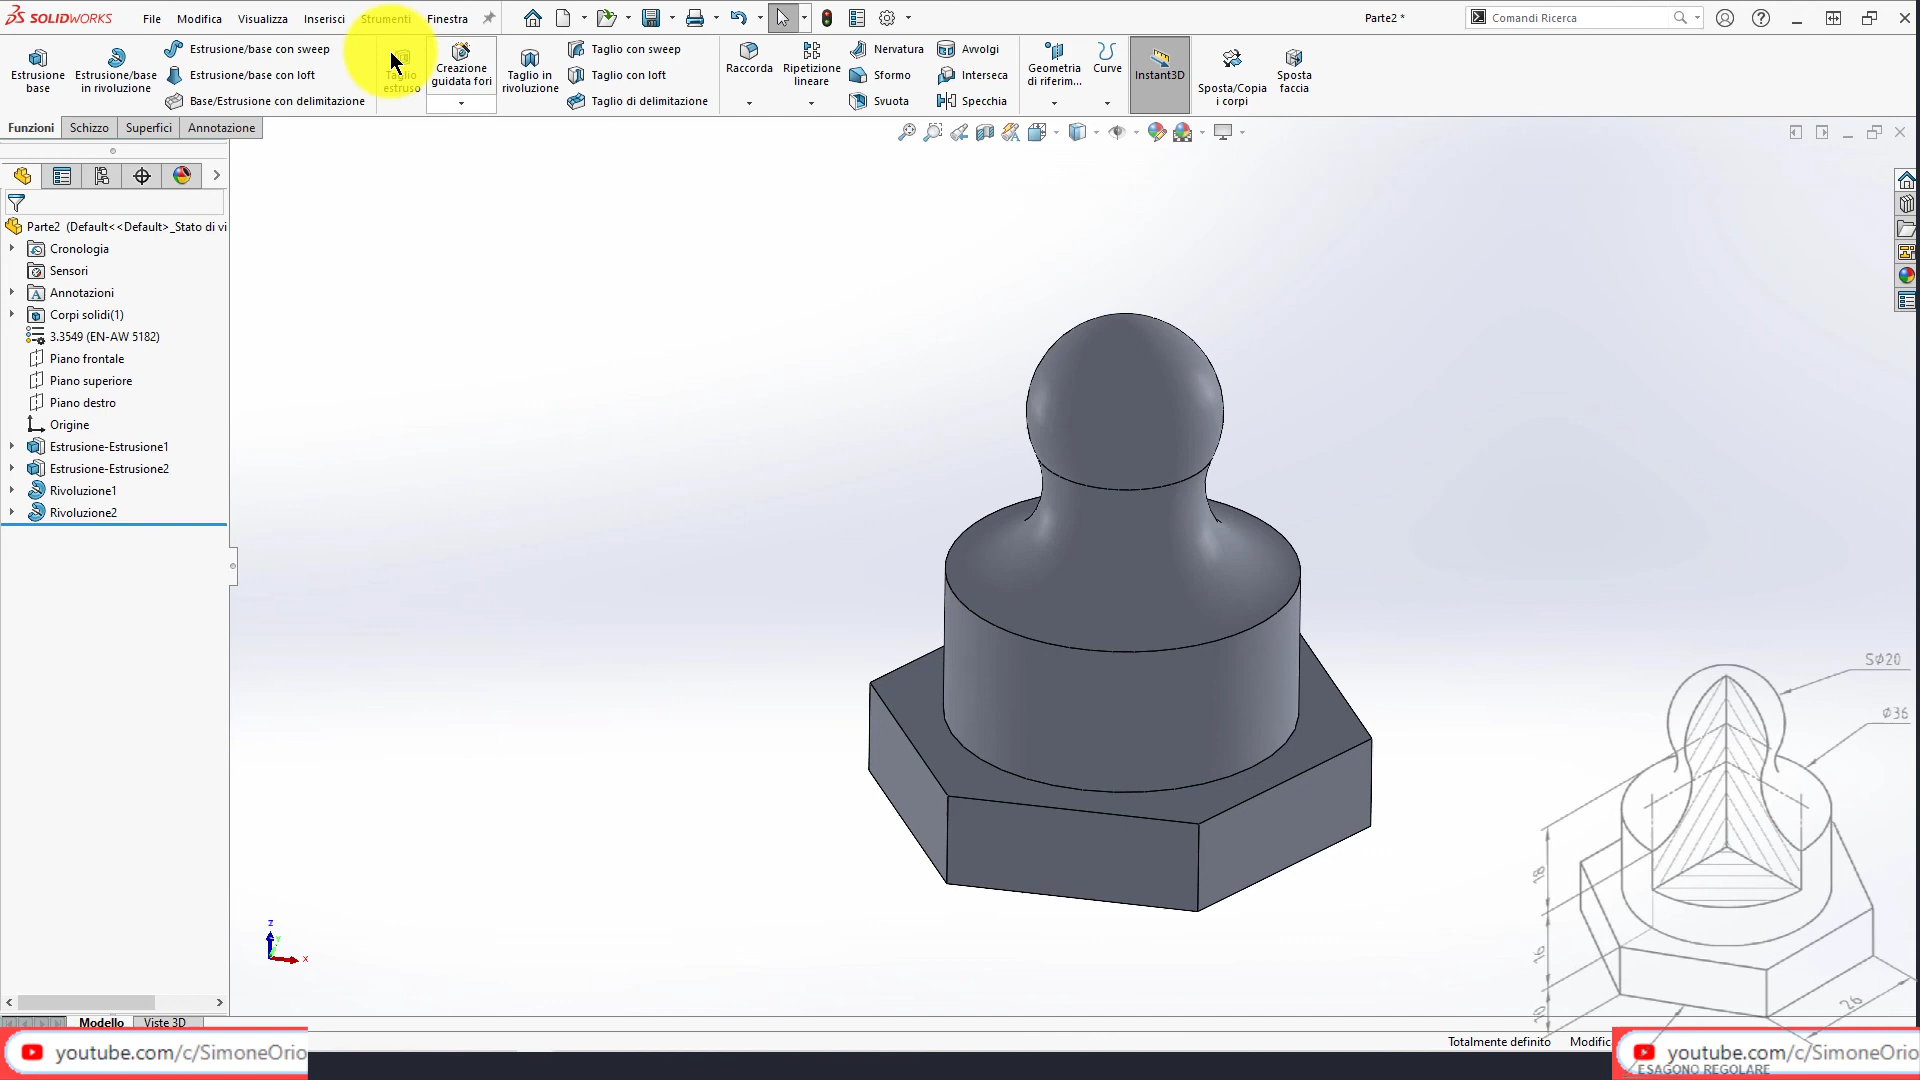 SOLIDWORKS File Modifica Visualizza Inserisci Strumenti Finestra Parte2 * Comandi Ricerca
Estrusione base
Estrusione/base in rivoluzione
Estrusione/base con sweep
Estrusione/base con loft
Base/Estrusione con delimitazione
Taglio estruso
Creazione guidata fori
Taglio in rivoluzione
Taglio con sweep
Taglio con loft
Taglio di delimitazione
Raccorda
Ripetizione lineare
Nervatura
Sformo
Svuota
Avvolgi
Interseca
Specchia
Geometria di riferim...
Curve
Instant3D
Sposta/Copia i corpi
Sposta faccia
Funzioni Schizzo Superfici Annotazione
Parte2 (Default<<Default>_Stato di vi
Cronologia
Sensori
Annotazioni
Corpi solidi(1)
3.3549 (EN-AW 5182)
Piano frontale
Piano superiore
Piano destro
Origine
Estrusione-Estrusione1
Estrusione-Estrusione2
Rivoluzione1
Rivoluzione2
SΦ20
Φ36
18
16
10
26
z
y
x
Modello Viste 3D
Totalmente definito Modific
youtube.com/c/SimoneOrio
youtube.com/c/SimoneOrio
ESAGONO REGOLARE